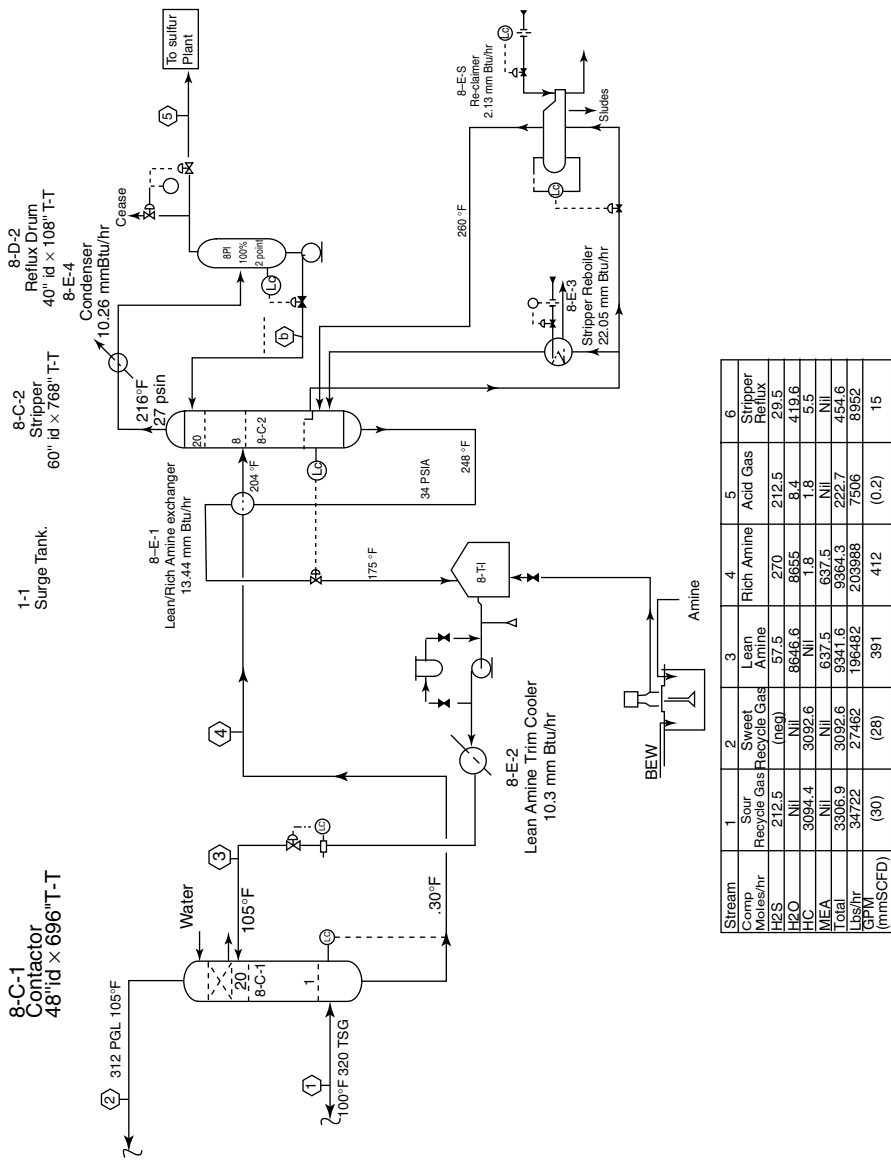 8-C-1
Contactor
48"id × 696"T-T
1-1
Surge Tank.
8-C-2
Stripper
60" id × 768" T-T
8-D-2
Reflux Drum
40" id × 108" T-T
8-E-4
Condenser
10.26 mmBtu/hr
To sulfur
Plant
5
Cease
8PI
100%
2 point
Lc
b
216°F
27 psin
20
8
8-C-2
Lc
204 °F
8–E-1
Lean/Rich Amine exchanger
13.44 mm Btu/hr
34 PSIA
248 °F
175 °F
260 °F
8–E-S
Re-claimer
2.13 mm Btu/hr
Lc
Lc
Sludes
8-E-3
Stripper Reboiler
22.05 mm Btu/hr
2
312 PGL 105°F
Water
20
8-C-1
1
LC
1
100°F 320 TSG
3
105°F
LC
4
.30°F
8-T-I
8-E-2
Lean Amine Trim Cooler
10.3 mm Btu/hr
BEW
Amine
Stream 1 2 3 4 5 6
Comp Sour Sweet Lean Rich Amine Acid Gas Stripper
Moles/hr Recycle Gas Recycle Gas Amine Reflux
H2S 212.5 (neg) 57.5 270 212.5 29.5
H2O Nil Nil 8646.6 8655 8.4 419.6
HC 3094.4 3092.6 Nil 1.8 1.8 5.5
MEA Nil Nil 637.5 637.5 Nil Nil
Total 3306.9 3092.6 9341.6 9364.3 222.7 454.6
Lbs/hr 34722 27462 196482 203988 7506 8952
GPM (30) (28) 391 412 (0.2) 15
(mmSCFD)